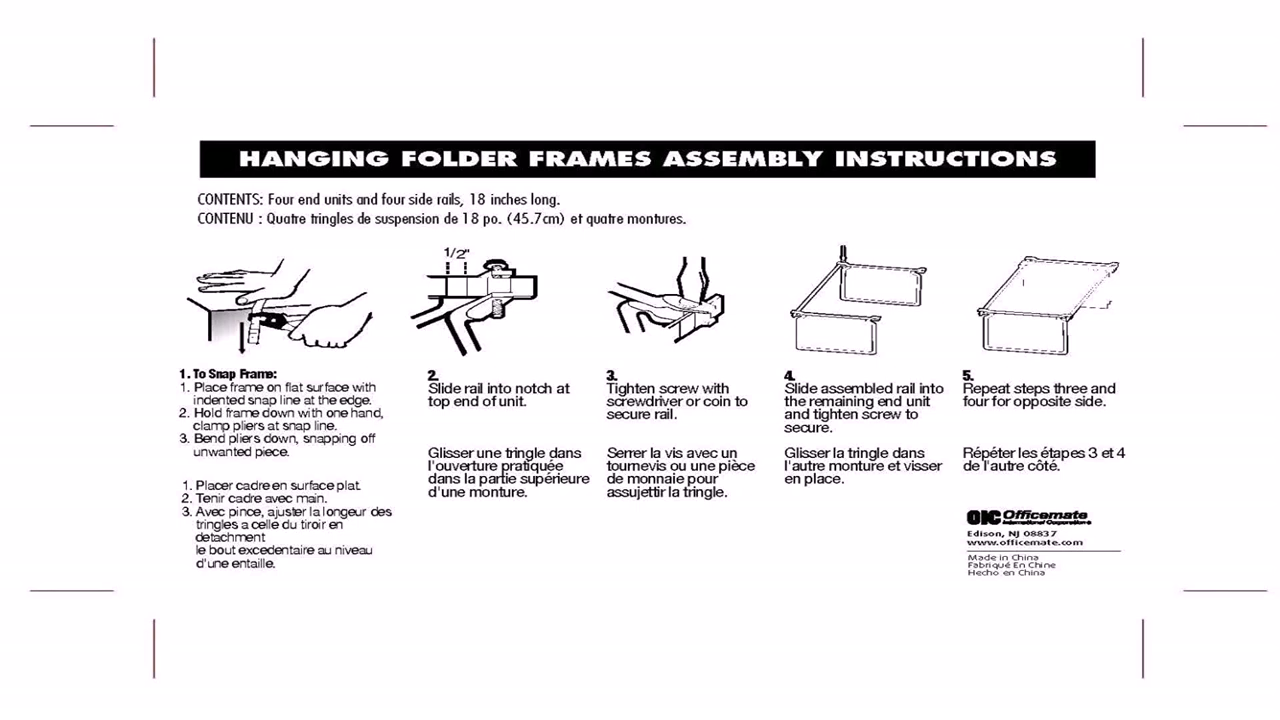 HANGING FOLDER FRAMES ASSEMBLY INSTRUCTIONS
CONTENTS: Four end units and four side rails, 18 inches long.
CONTENU : Quatre tringles de suspension de 18 po. (45.7cm) et quatre montures.
1/2"
1. To Snap Frame:
1. Place frame on flat surface with
indented snap line at the edge.
2. Hold frame down with one hand,
clamp pliers at snap line.
3. Bend pliers down, snapping off
unwanted piece.
1. Placer cadre en surface plat.
2. Tenir cadre avec main.
3. Avec pince, ajuster la longeur des
tringles a celle du tiroir en
detachment
le bout excedentaire au niveau
d'une entaille.
2.
Slide rail into notch at
top end of unit.
Glisser une tringle dans
l'ouverture pratiquée
dans la partie supérieure
d'une monture.
3.
Tighten screw with
screwdriver or coin to
secure rail.
Serrer la vis avec un
tournevis ou une pièce
de monnaie pour
assujettir la tringle.
4.
Slide assembled rail into
the remaining end unit
and tighten screw to
secure.
Glisser la tringle dans
l'autre monture et visser
en place.
5.
Repeat steps three and
four for opposite side.
Répéter les étapes 3 et 4
de l'autre côté.
OIC Officemate
International Corporation
Edison, NJ 08837
www.officemate.com
Made in China
Fabriqué En Chine
Hecho en China